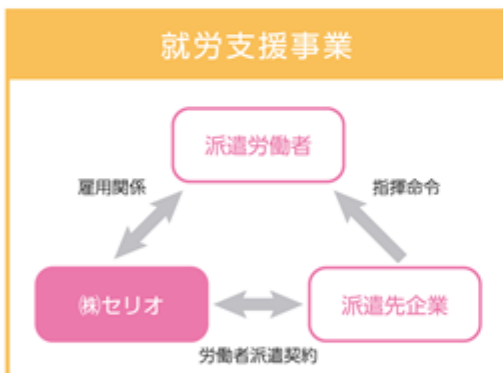 就労支援事業
派遣労働者
雇用関係
指揮命令
㈱セリオ
派遣先企業
労働者派遣契約